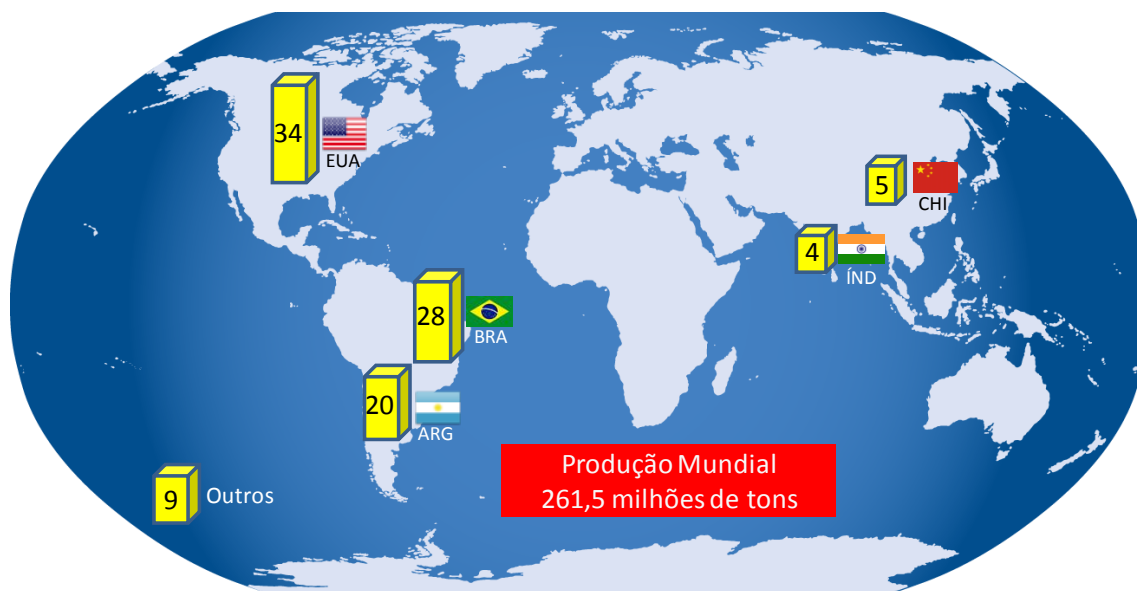 34
EUA
5
CHI
4
ÍND
28
BRA
20
ARG
9 Outros
Produção Mundial
261,5 milhões de tons